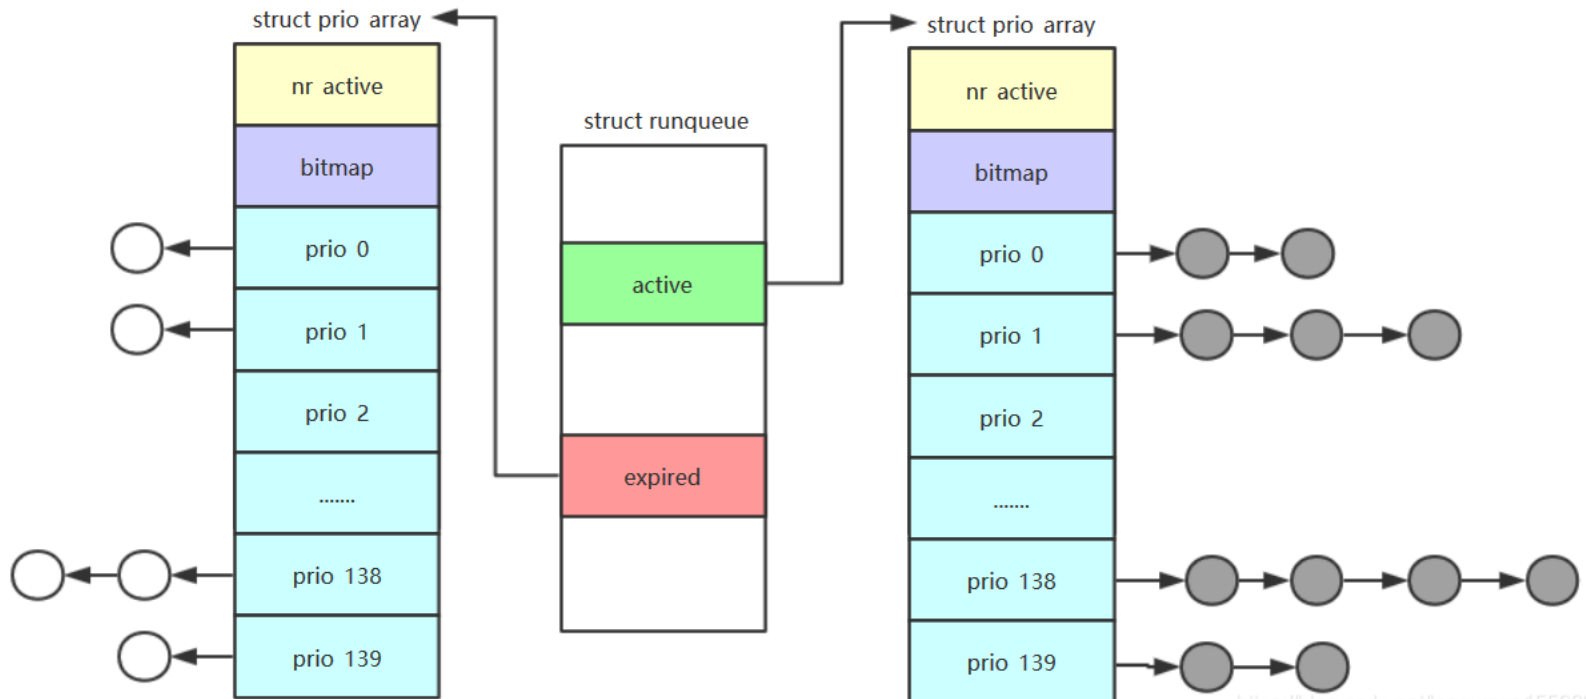 struct prio array
nr active
bitmap
prio 0
prio 1
prio 2
.......
prio 138
prio 139
struct runqueue
active
expired
struct prio array
nr active
bitmap
prio 0
prio 1
prio 2
.......
prio 138
prio 139